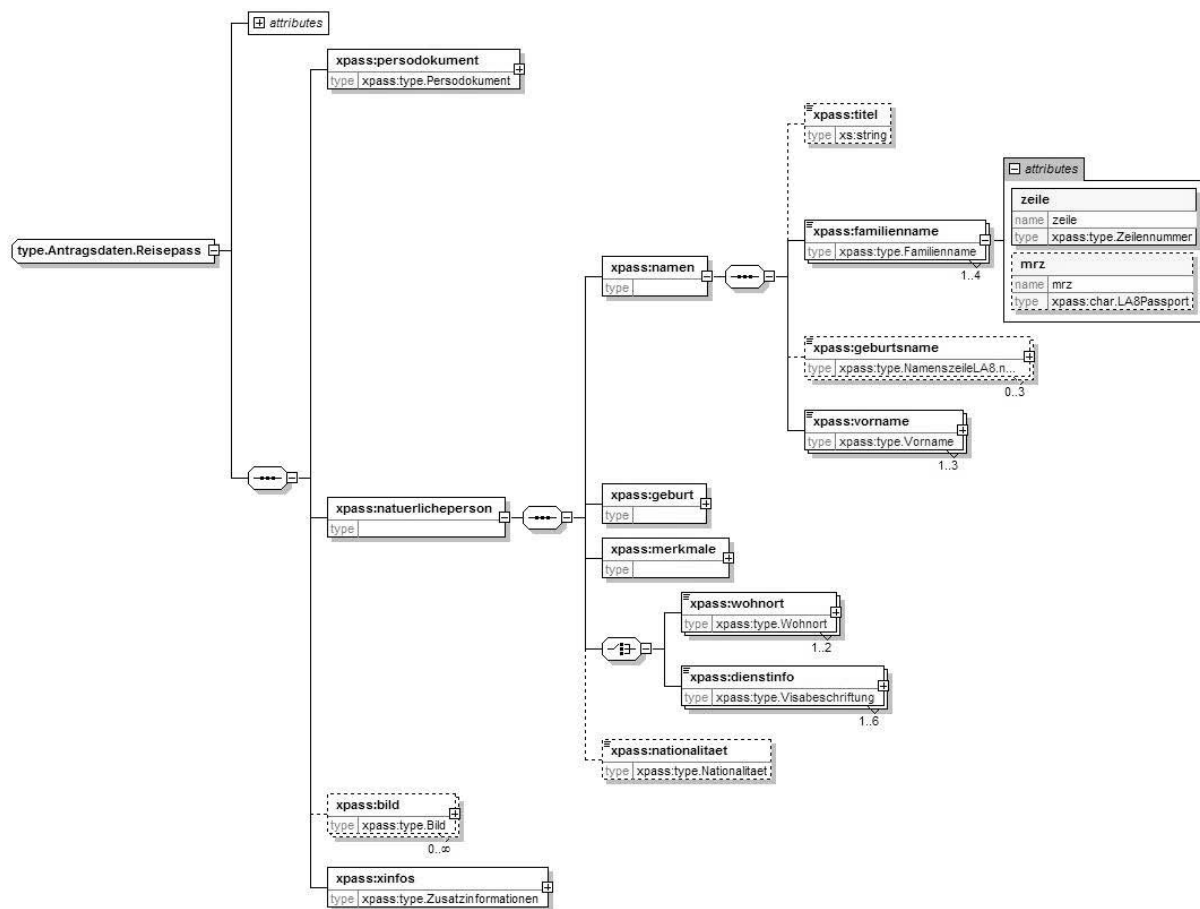 attributes
xpass:persodokument
type xpass:type.Persodokument
xpass:titel
type xs:string
attributes
zeile
name zeile
type xpass:type.Zeilennummer
mrz
name mrz
type xpass:char.LA8Passport
type.Antragsdaten.Reisepass
xpass:familienname
type xpass:type.Familienname
1..4
xpass:namen
type
xpass:geburtsname
type xpass:type.NamenszeileLA8.n...
0..3
xpass:vorname
type xpass:type.Vorname
1..3
xpass:natuerlicheperson
type
xpass:geburt
type
xpass:merkmale
type
xpass:wohnort
type xpass:type.Wohnort
1..2
xpass:dienstinfo
type xpass:type.Visabeschriftung
1..6
xpass:nationalitaet
type xpass:type.Nationalitaet
xpass:bild
type xpass:type.Bild
0..∞
xpass:xinfos
type xpass:type.Zusatzinformationen